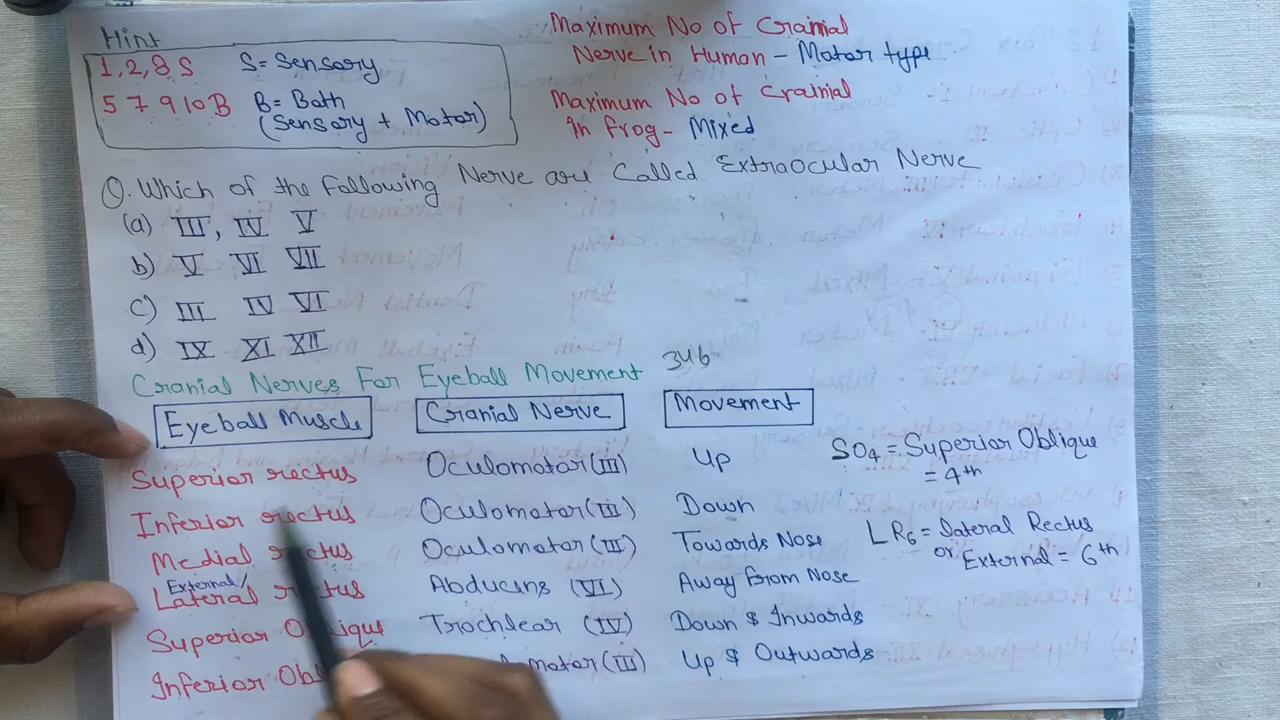 Hint
1,2,8 S S= Sensory
5 7 9 10 B B= Both
(Sensory + Motor)
Maximum No of Crainial
Nerve in Human - Motor type
Maximum No of Crainial
in frog - Mixed
Q. Which of the Following Nerve are Called Extraocular Nerve
(a) III, IV V
b) V VI VII
c) III IV VI
d) IX XI XII
Cranial Nerves For Eyeball Movement 346
Eyeball Muscle Cranial Nerve Movement
Superior rectus Oculomotor (III) Up
Inferior rectus Oculomotor (III) Down
Medial rectus Oculomotor (III) Towards Nose
External/
Lateral rectus Abducens (VI) Away from Nose
Superior Oblique Trochlear (IV) Down & Inwards
Inferior motor (III) Up & Outwards
SO4 = Superior Oblique
= 4th
LR6 = lateral Rectus
or External = 6th